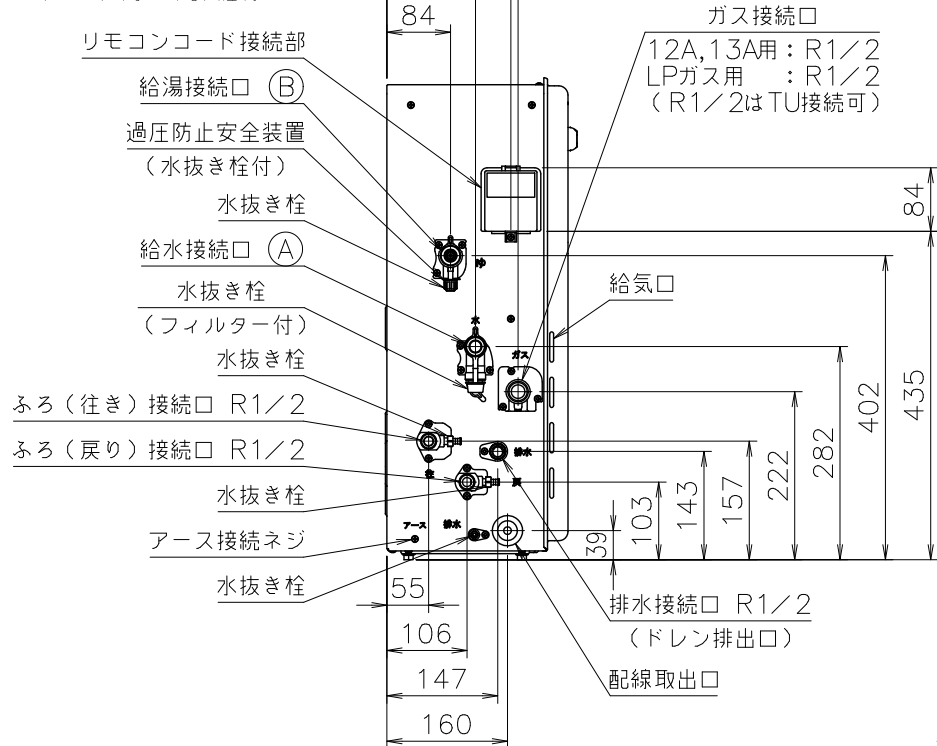 84
ガス接続口
12A,13A用：R1／2
LPガス用　：R1／2
（R1／2はTU接続可）
リモコンコード接続部
給湯接続口 B
過圧防止安全装置
（水抜き栓付）
水抜き栓
給水接続口 A
水抜き栓
（フィルター付）
水抜き栓
ふろ（往き）接続口 R1／2
ふろ（戻り）接続口 R1／2
水抜き栓
アース接続ネジ
水抜き栓
ゆ
水
ガス
排水
往
戻
アース
排水
給気口
84
435
402
282
222
157
143
103
39
55
106
147
160
排水接続口 R1／2
（ドレン排出口）
配線取出口